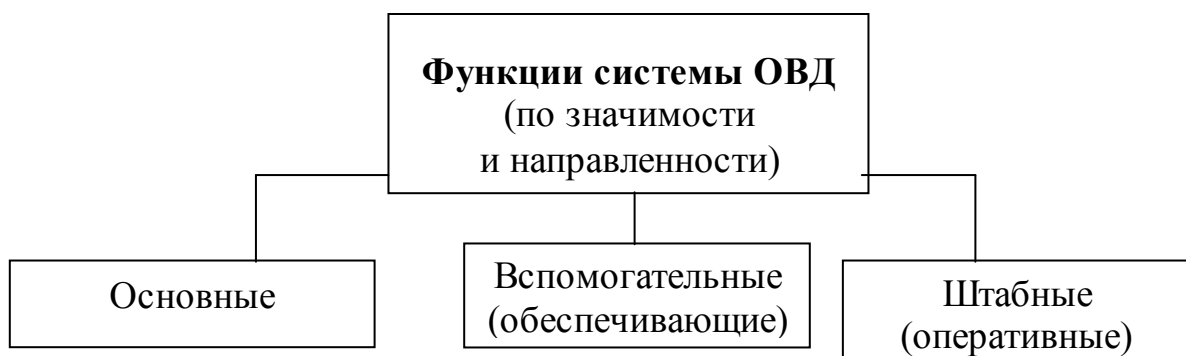 Функции системы ОВД
(по значимости
и направленности)
Основные
Вспомогательные
(обеспечивающие)
Штабные
(оперативные)